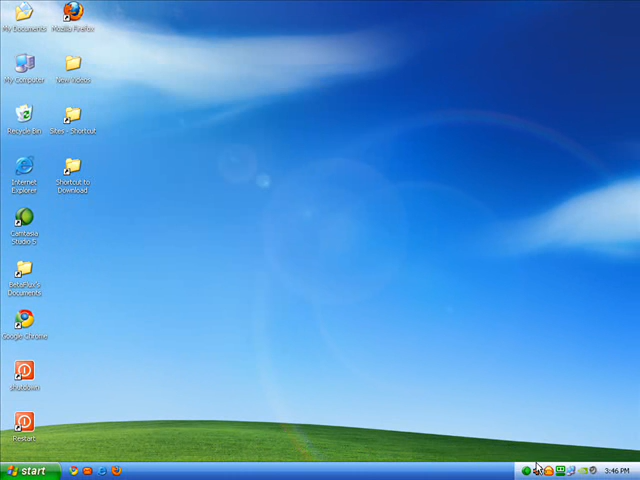 My Documents
Mozilla Firefox
My Computer
New Videos
Recycle Bin
Sites - Shortcut
Internet
Explorer
Shortcut to
Download
Camtasia
Studio 5
BetaFlux's
Documents
Google Chrome
shutdown
Restart
start
3:46 PM